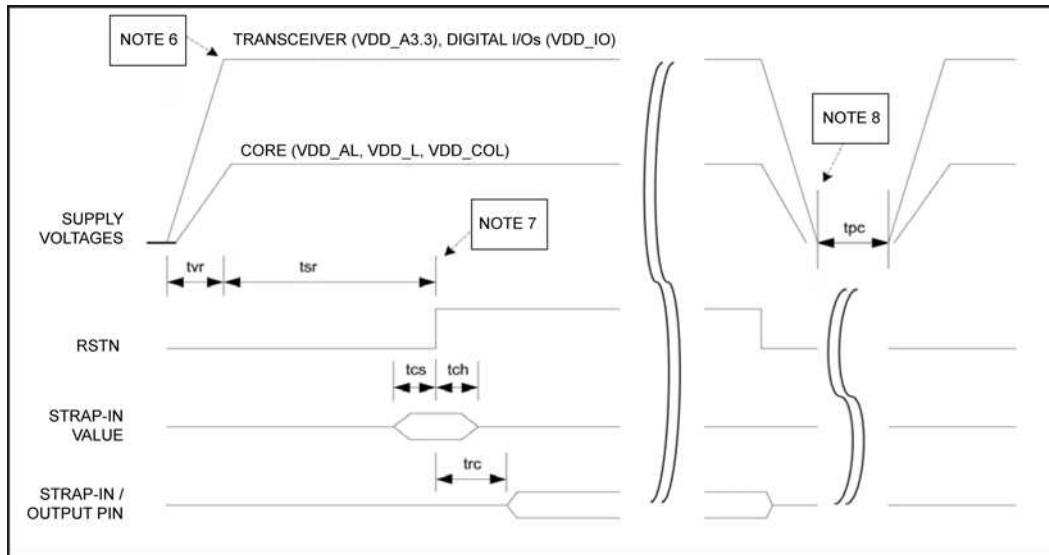 NOTE 6
TRANSCEIVER (VDD_A3.3), DIGITAL I/Os (VDD_IO)
NOTE 8
CORE (VDD_AL, VDD_L, VDD_COL)
SUPPLY
VOLTAGES
NOTE 7
tpc
tvr
tsr
RSTN
tcs
tch
STRAP-IN
VALUE
trc
STRAP-IN /
OUTPUT PIN